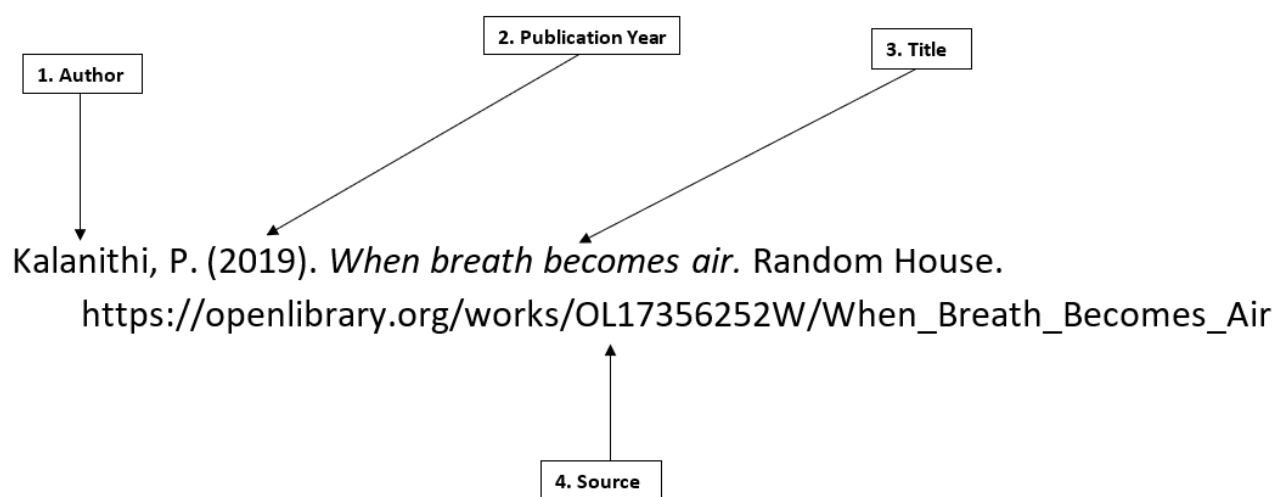 2. Publication Year
3. Title
1. Author
Kalanithi, P. (2019). When breath becomes air. Random House.
https://openlibrary.org/works/OL17356252W/When_Breath_Becomes_Air
4. Source